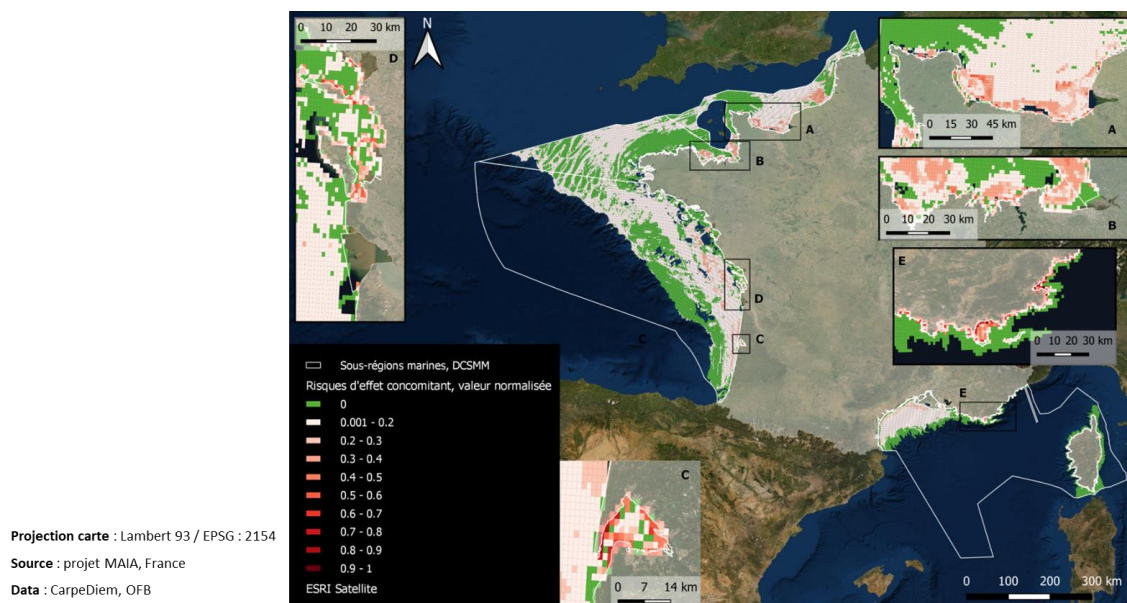 0 10 20 30 km
D
N
A
B
D
C
C
E
0 15 30 45 km
A
0 10 20 30 km
B
E
0 10 20 30 km
Sous-régions marines, DCSMM
Risques d'effet concomitant, valeur normalisée
0
0.001 - 0.2
0.2 - 0.3
0.3 - 0.4
0.4 - 0.5
0.5 - 0.6
0.6 - 0.7
0.7 - 0.8
0.8 - 0.9
0.9 - 1
ESRI Satellite
C
0 7 14 km
0 100 200 300 km
Projection carte : Lambert 93 / EPSG : 2154
Source : projet MAIA, France
Data : CarpeDiem, OFB